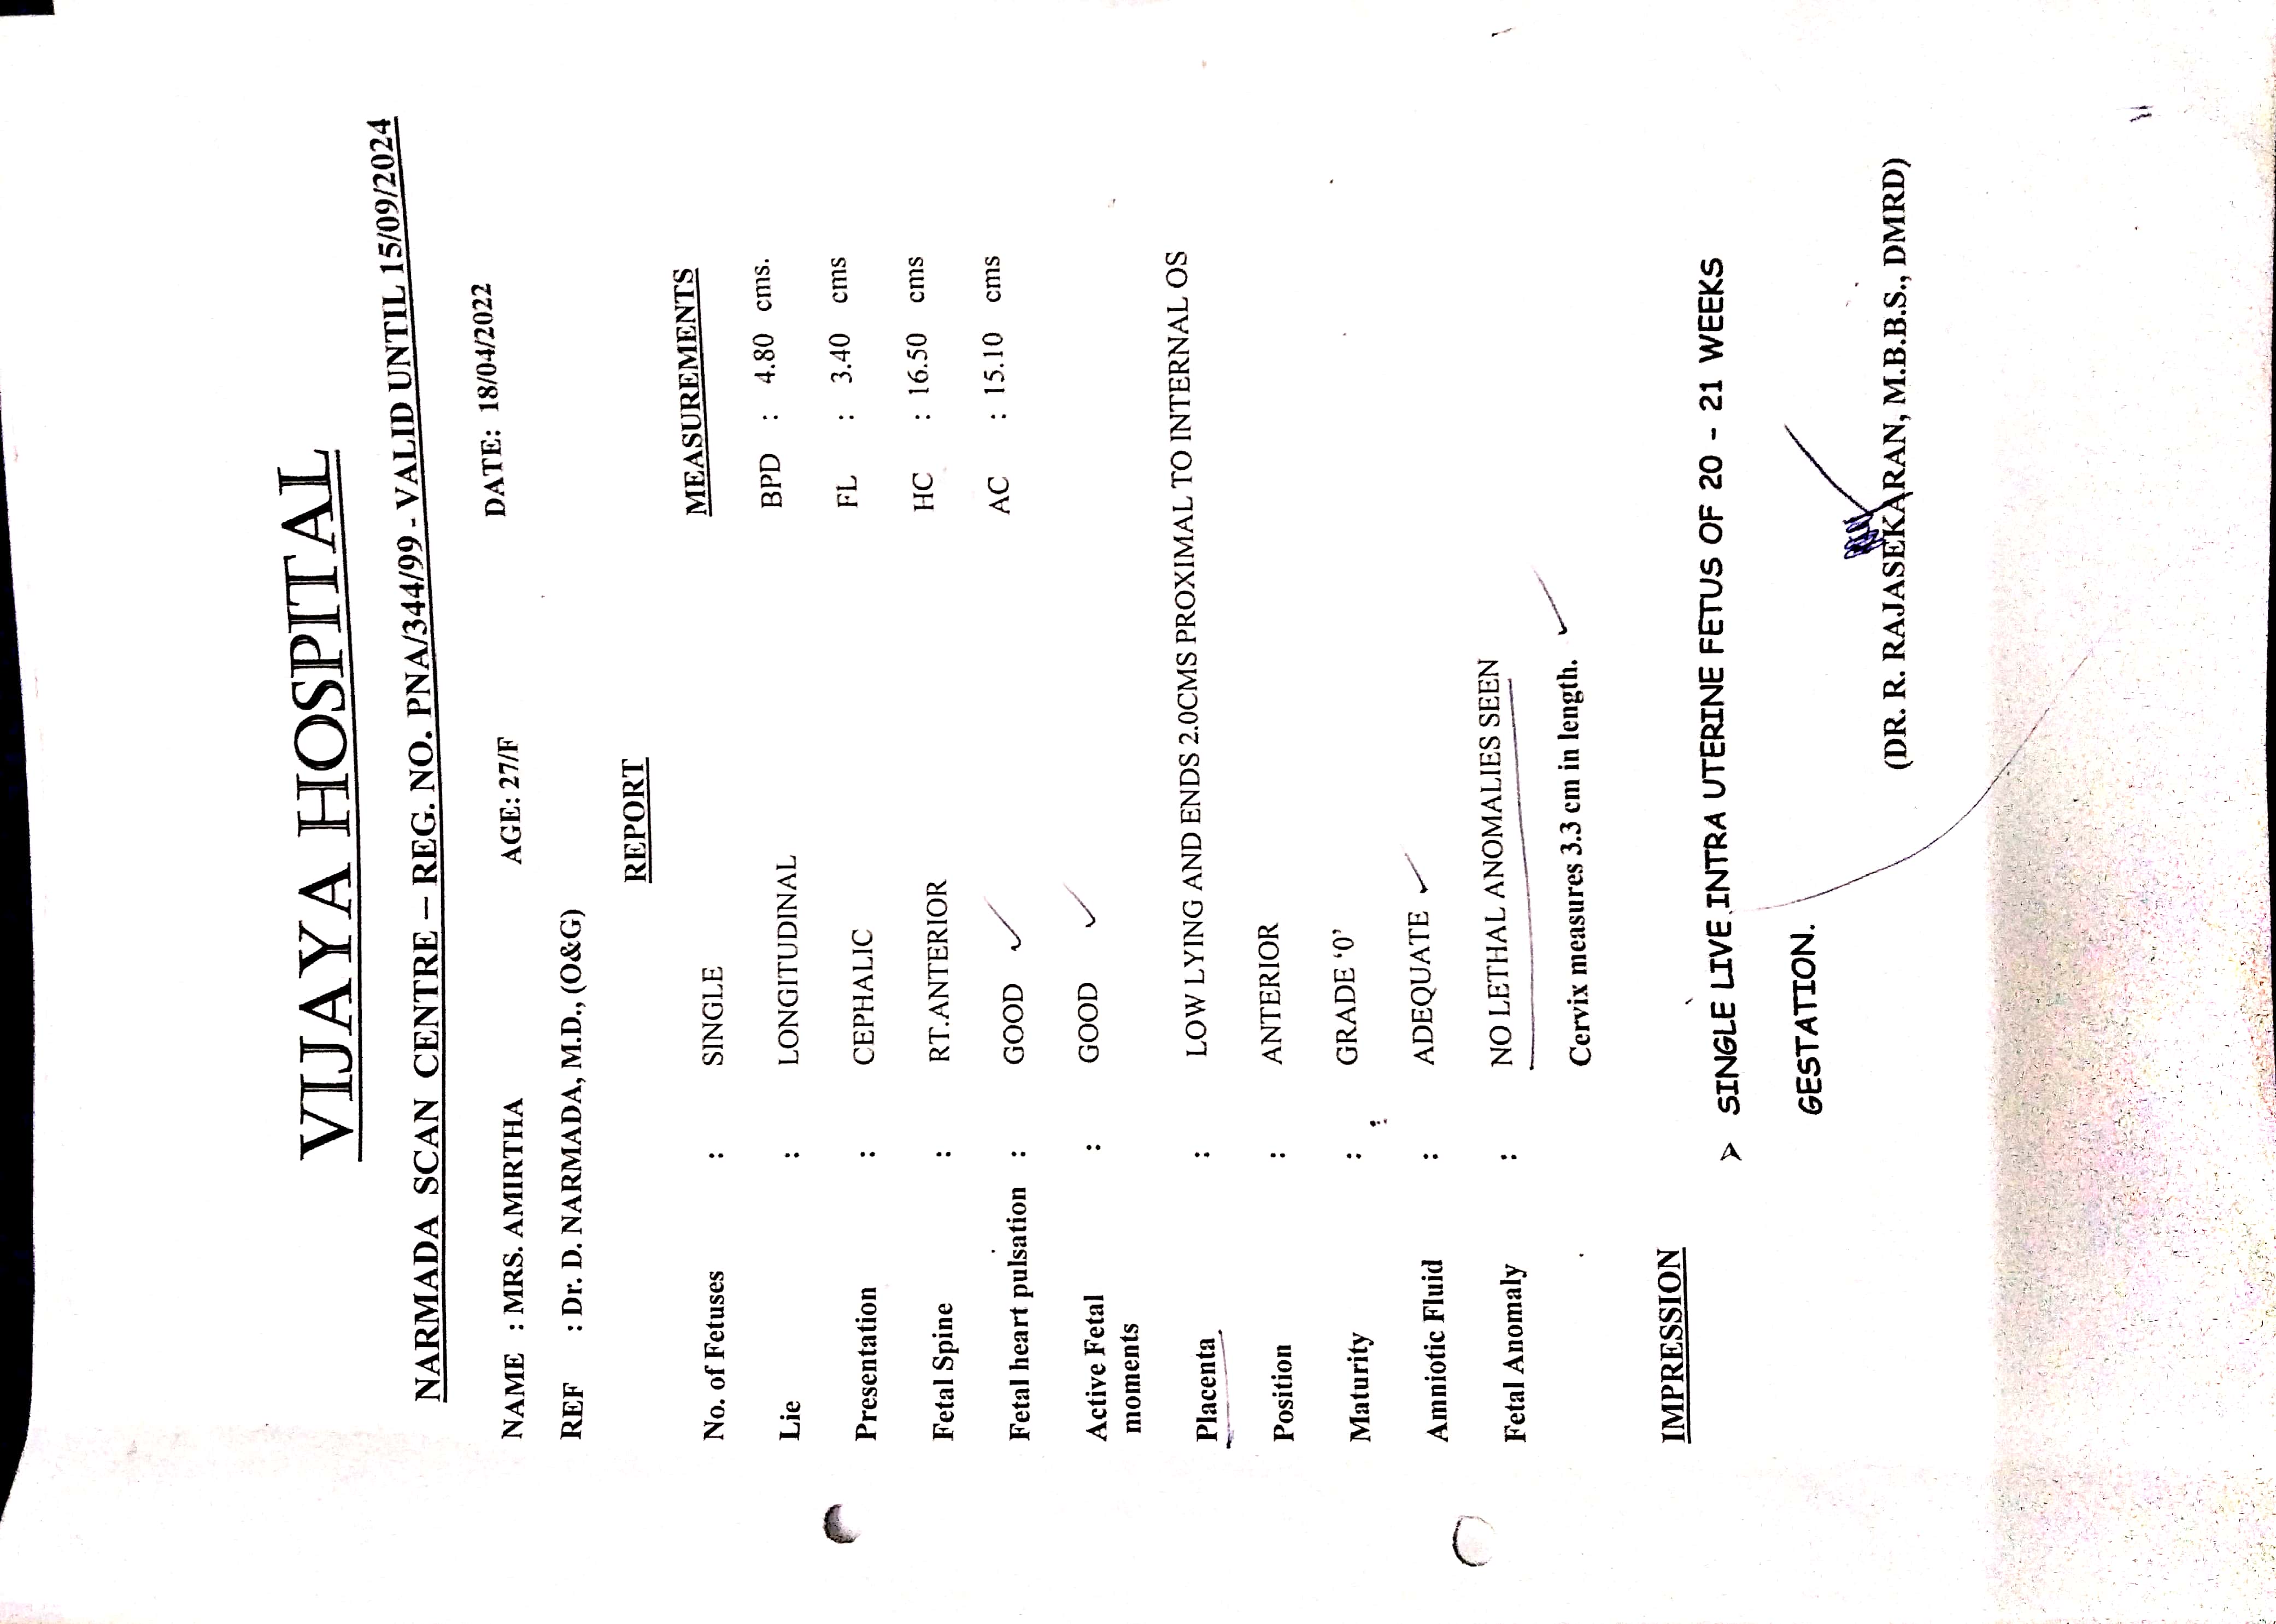 VIJAYA HOSPITAL
NARMADA SCAN CENTRE – REG. NO. PNA/344/99 - VALID UNTIL 15/09/2024
NAME : MRS. AMIRTHA AGE: 27/F DATE: 18/04/2022
REF : Dr. D. NARMADA, M.D., (O&G)
REPORT
MEASUREMENTS
No. of Fetuses : SINGLE
BPD : 4.80 cms.
Lie : LONGITUDINAL
FL : 3.40 cms
Presentation : CEPHALIC
HC : 16.50 cms
Fetal Spine : RT.ANTERIOR
AC : 15.10 cms
Fetal heart pulsation : GOOD
Active Fetal : GOOD
moments
Placenta : LOW LYING AND ENDS 2.0CMS PROXIMAL TO INTERNAL OS
Position : ANTERIOR
Maturity : GRADE ‘0’
Amniotic Fluid : ADEQUATE
Fetal Anomaly : NO LETHAL ANOMALIES SEEN
Cervix measures 3.3 cm in length.
IMPRESSION
➢ SINGLE LIVE INTRA UTERINE FETUS OF 20 - 21 WEEKS
GESTATION.
(DR. R. RAJASEKARAN, M.B.B.S., DMRD)